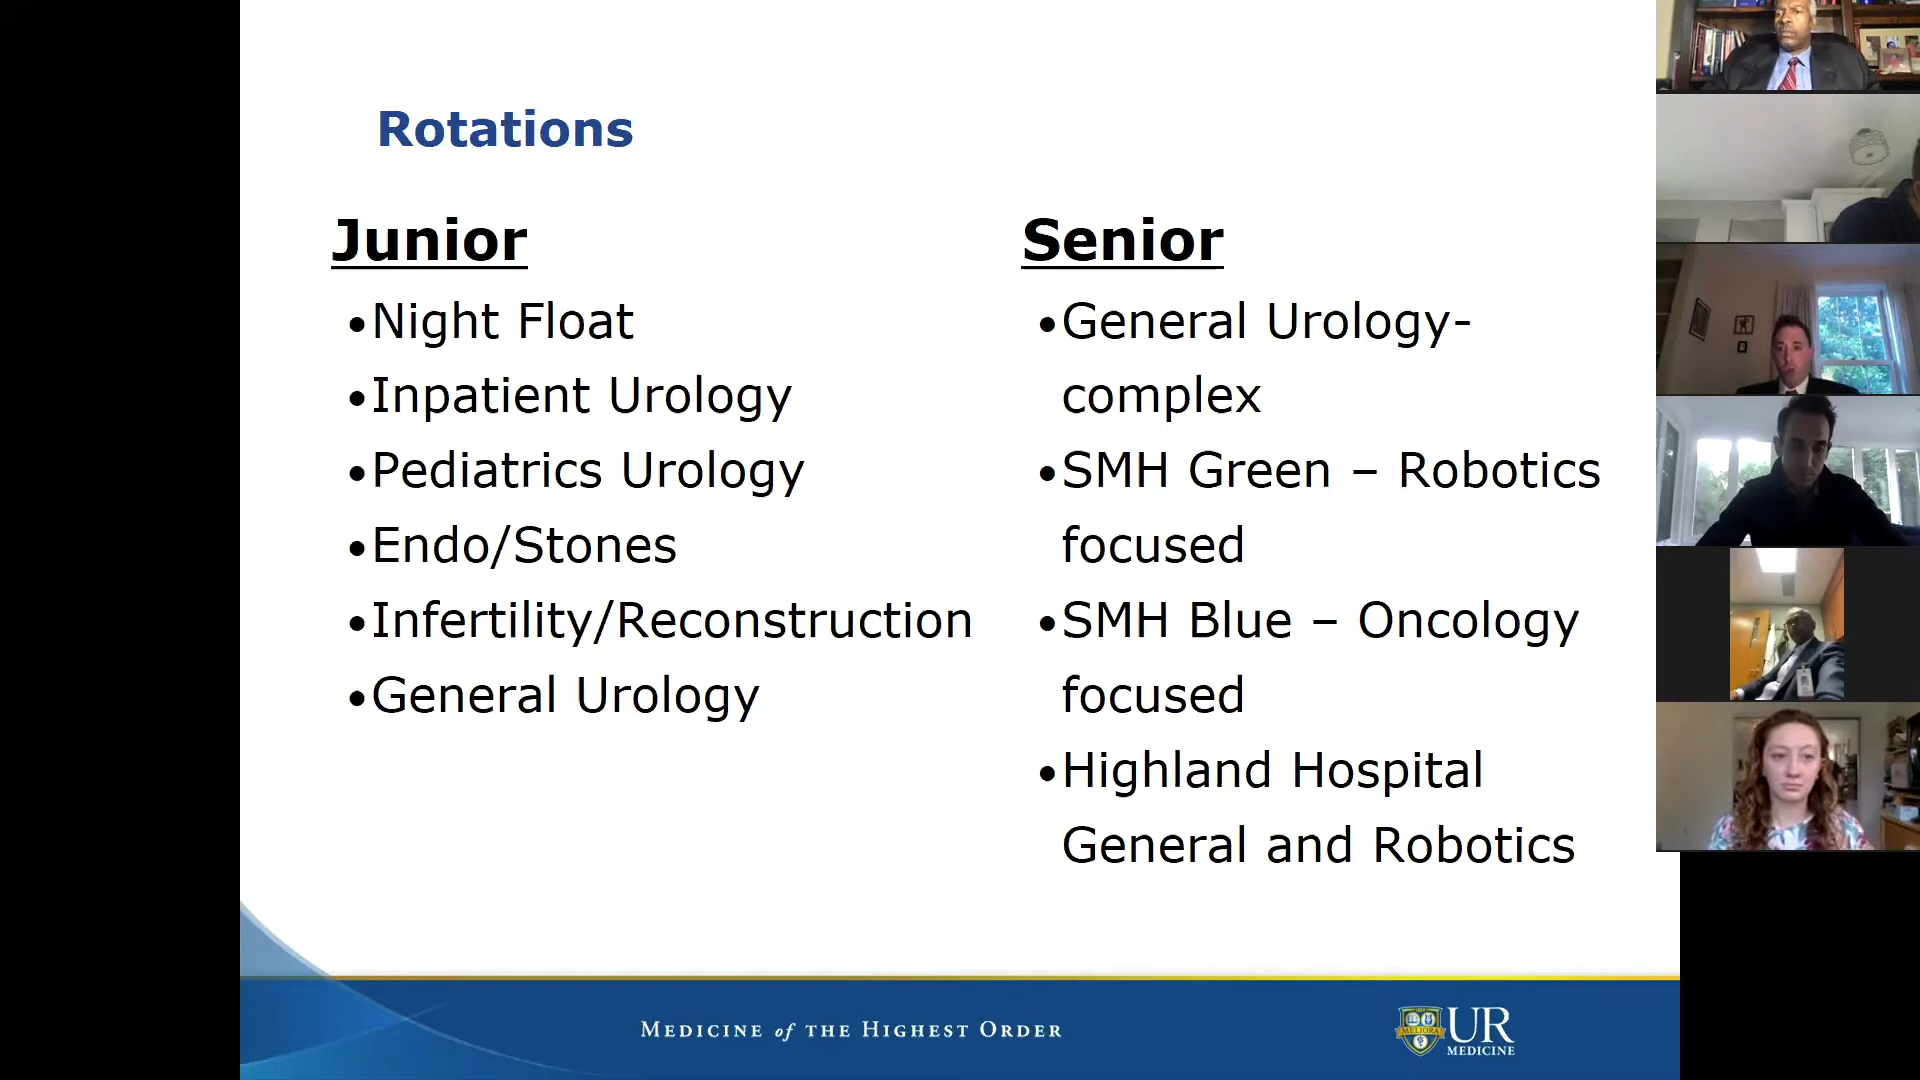 Rotations
Junior
•Night Float
•Inpatient Urology
•Pediatrics Urology
•Endo/Stones
•Infertility/Reconstruction
•General Urology
Senior
•General Urology-
complex
•SMH Green – Robotics
focused
•SMH Blue – Oncology
focused
•Highland Hospital
General and Robotics
MEDICINE of THE HIGHEST ORDER
MELIORA
UR
MEDICINE